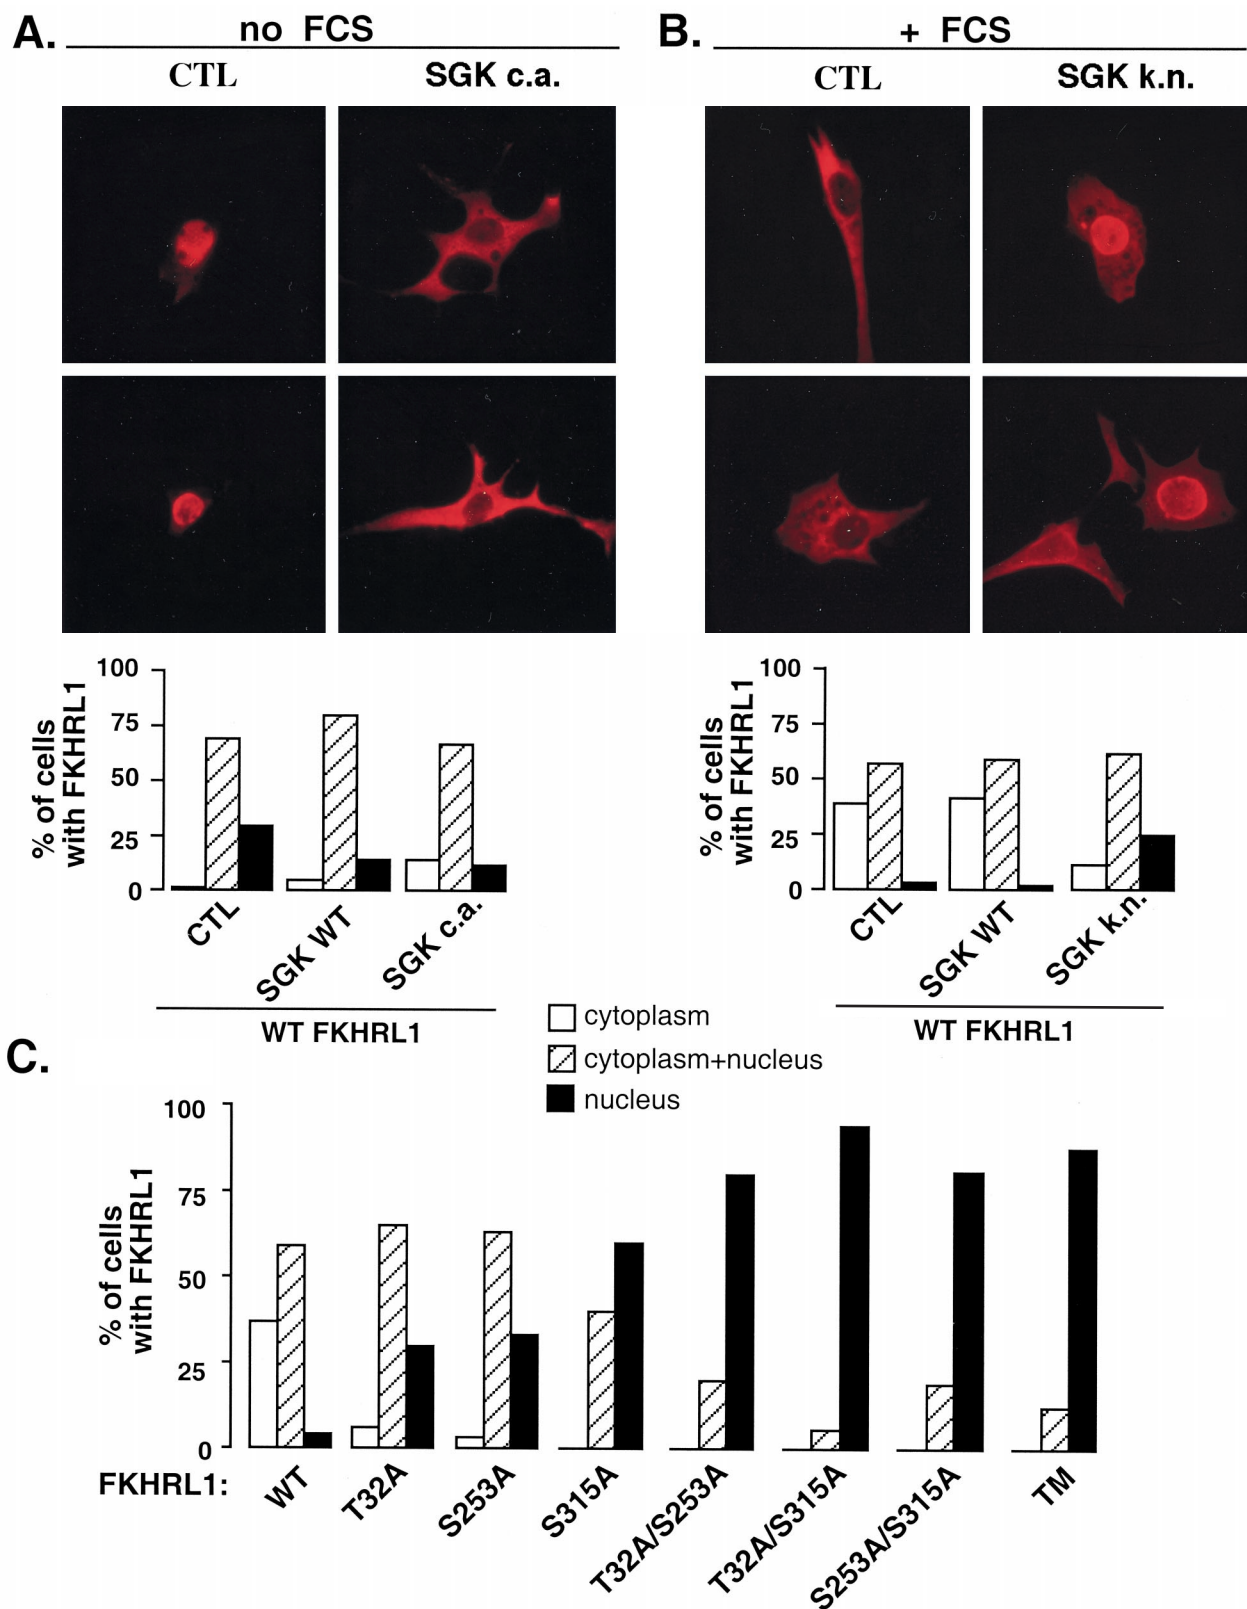 A.
no FCS
CTL
SGK c.a.
B.
+ FCS
CTL
SGK k.n.
% of cells
with FKHRL1
100
75
50
25
0
CTL
SGK WT
SGK c.a.
WT FKHRL1
% of cells
with FKHRL1
100
75
50
25
0
CTL
SGK WT
SGK k.n.
WT FKHRL1
cytoplasm
cytoplasm+nucleus
nucleus
C.
% of cells
with FKHRL1
100
75
50
25
0
FKHRL1:
WT
T32A
S253A
S315A
T32A/S253A
T32A/S315A
S253A/S315A
TM